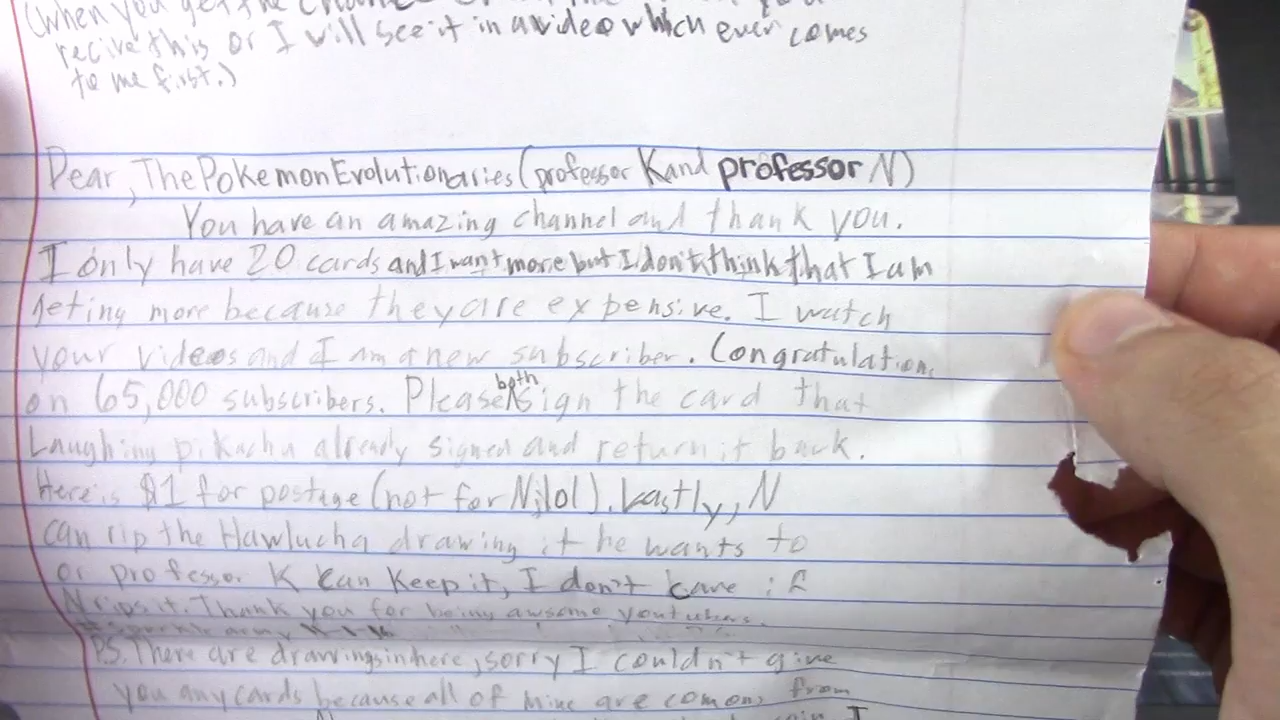 (when you get the
recive this or I will see it in a video which ever comes
to me first.)
Dear, The Pokemon Evolutionaries (professor K and professor N)
You have an amazing channel and thank you.
I only have 20 cards and I want more but I don't think that I am
geting more because they are expensive. I watch
your videos and I am a new subscriber. Congratulation
on 65,000 subscribers. Please both sign the card that
Laughing pikachu already signed and return it back.
Here is $1 for postage (not for N, lol). Lastly, N
can rip the Hawlucha drawing if he wants to
or professor K can keep it, I don't care if
N rips it. Thank you for being awsome youtubers.
army
PS. There are drawings in here, sorry I couldn't give
you any cards because all of mine are comons from
I